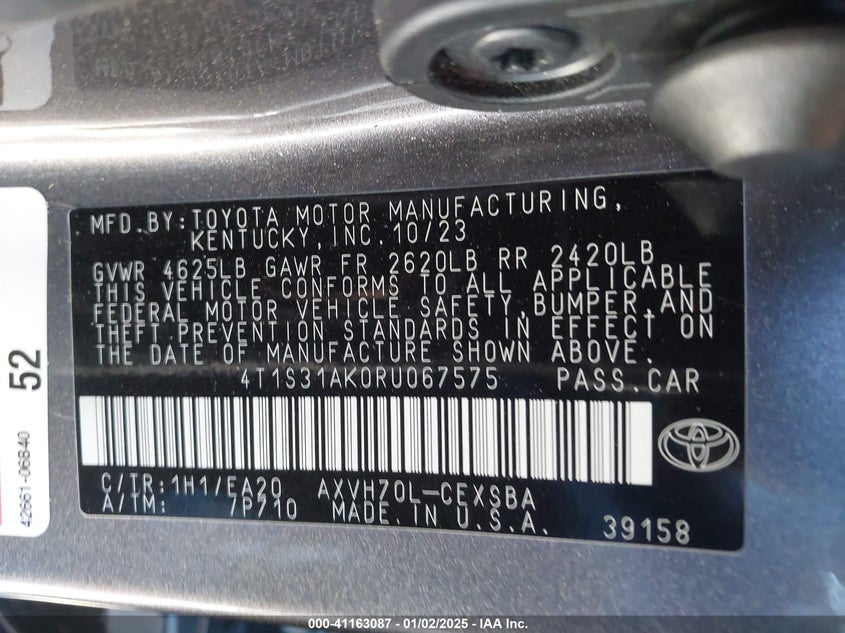 MFD.BY:TOYOTA MOTOR MANUFACTURING,
KENTUCKY,INC.10/23
GVWR 4625LB GAWR FR 2620LB RR 2420LB
THIS VEHICLE CONFORMS TO ALL APPLICABLE
FEDERAL MOTOR VEHICLE SAFETY,BUMPER,AND
THEFT PREVENTION STANDARDS IN EFFECT ON
THE DATE OF MANUFACTURE SHOWN ABOVE.
4T1S31AK0RU067575 PASS.CAR
C/TR:1H1/EA20 AXVH70L-CEXSBA
A/TM: /P710 MADE.IN U.S.A. 39158
52
42661-06B40
000-41163087 - 01/02/2025 - IAA Inc.